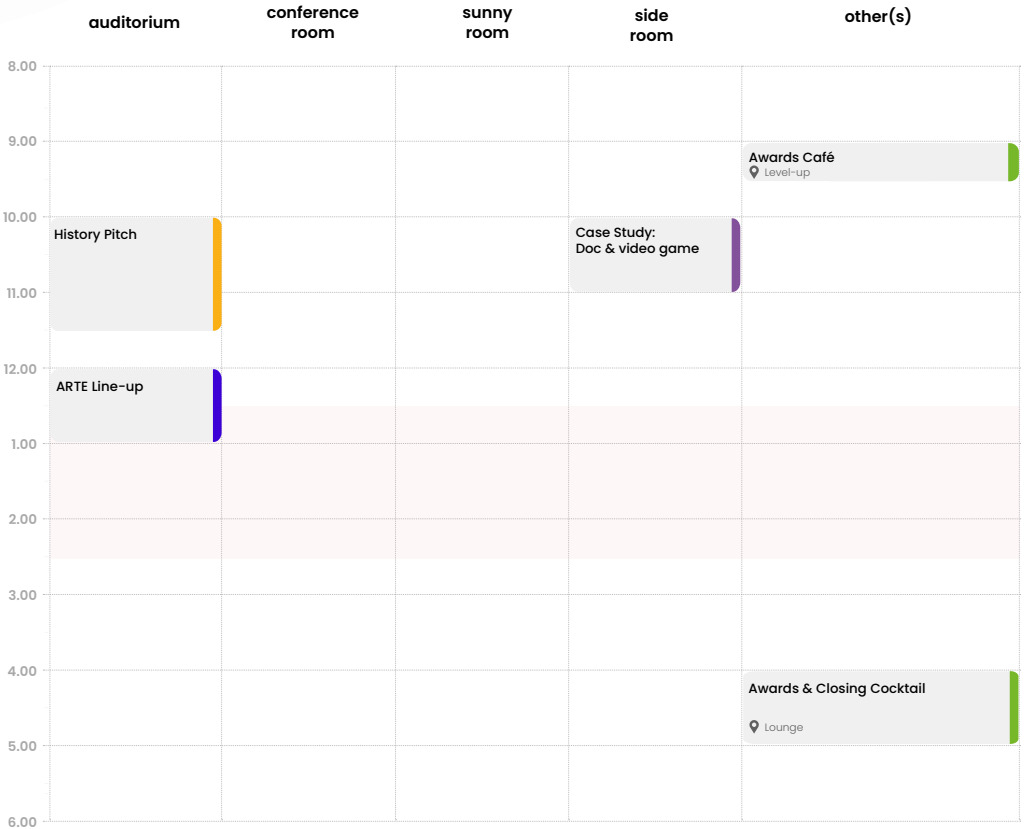 auditorium
conference
room
sunny
room
side
room
other(s)
8.00
9.00
Awards Café
Level-up
10.00
History Pitch
Case Study:
Doc & video game
11.00
12.00
ARTE Line-up
1.00
2.00
3.00
4.00
Awards & Closing Cocktail
Lounge
5.00
6.00